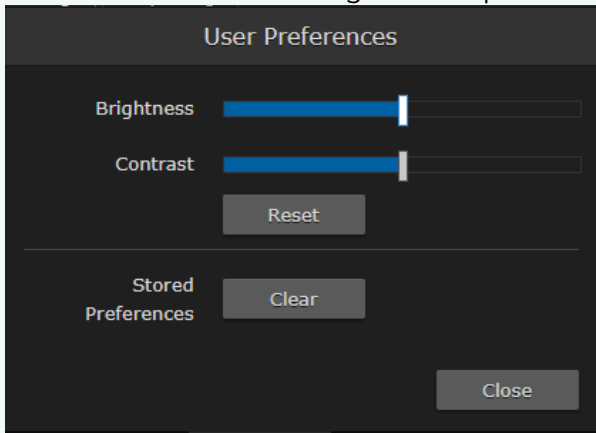 User Preferences
Brightness
Contrast
Reset
Stored
Preferences
Clear
Close